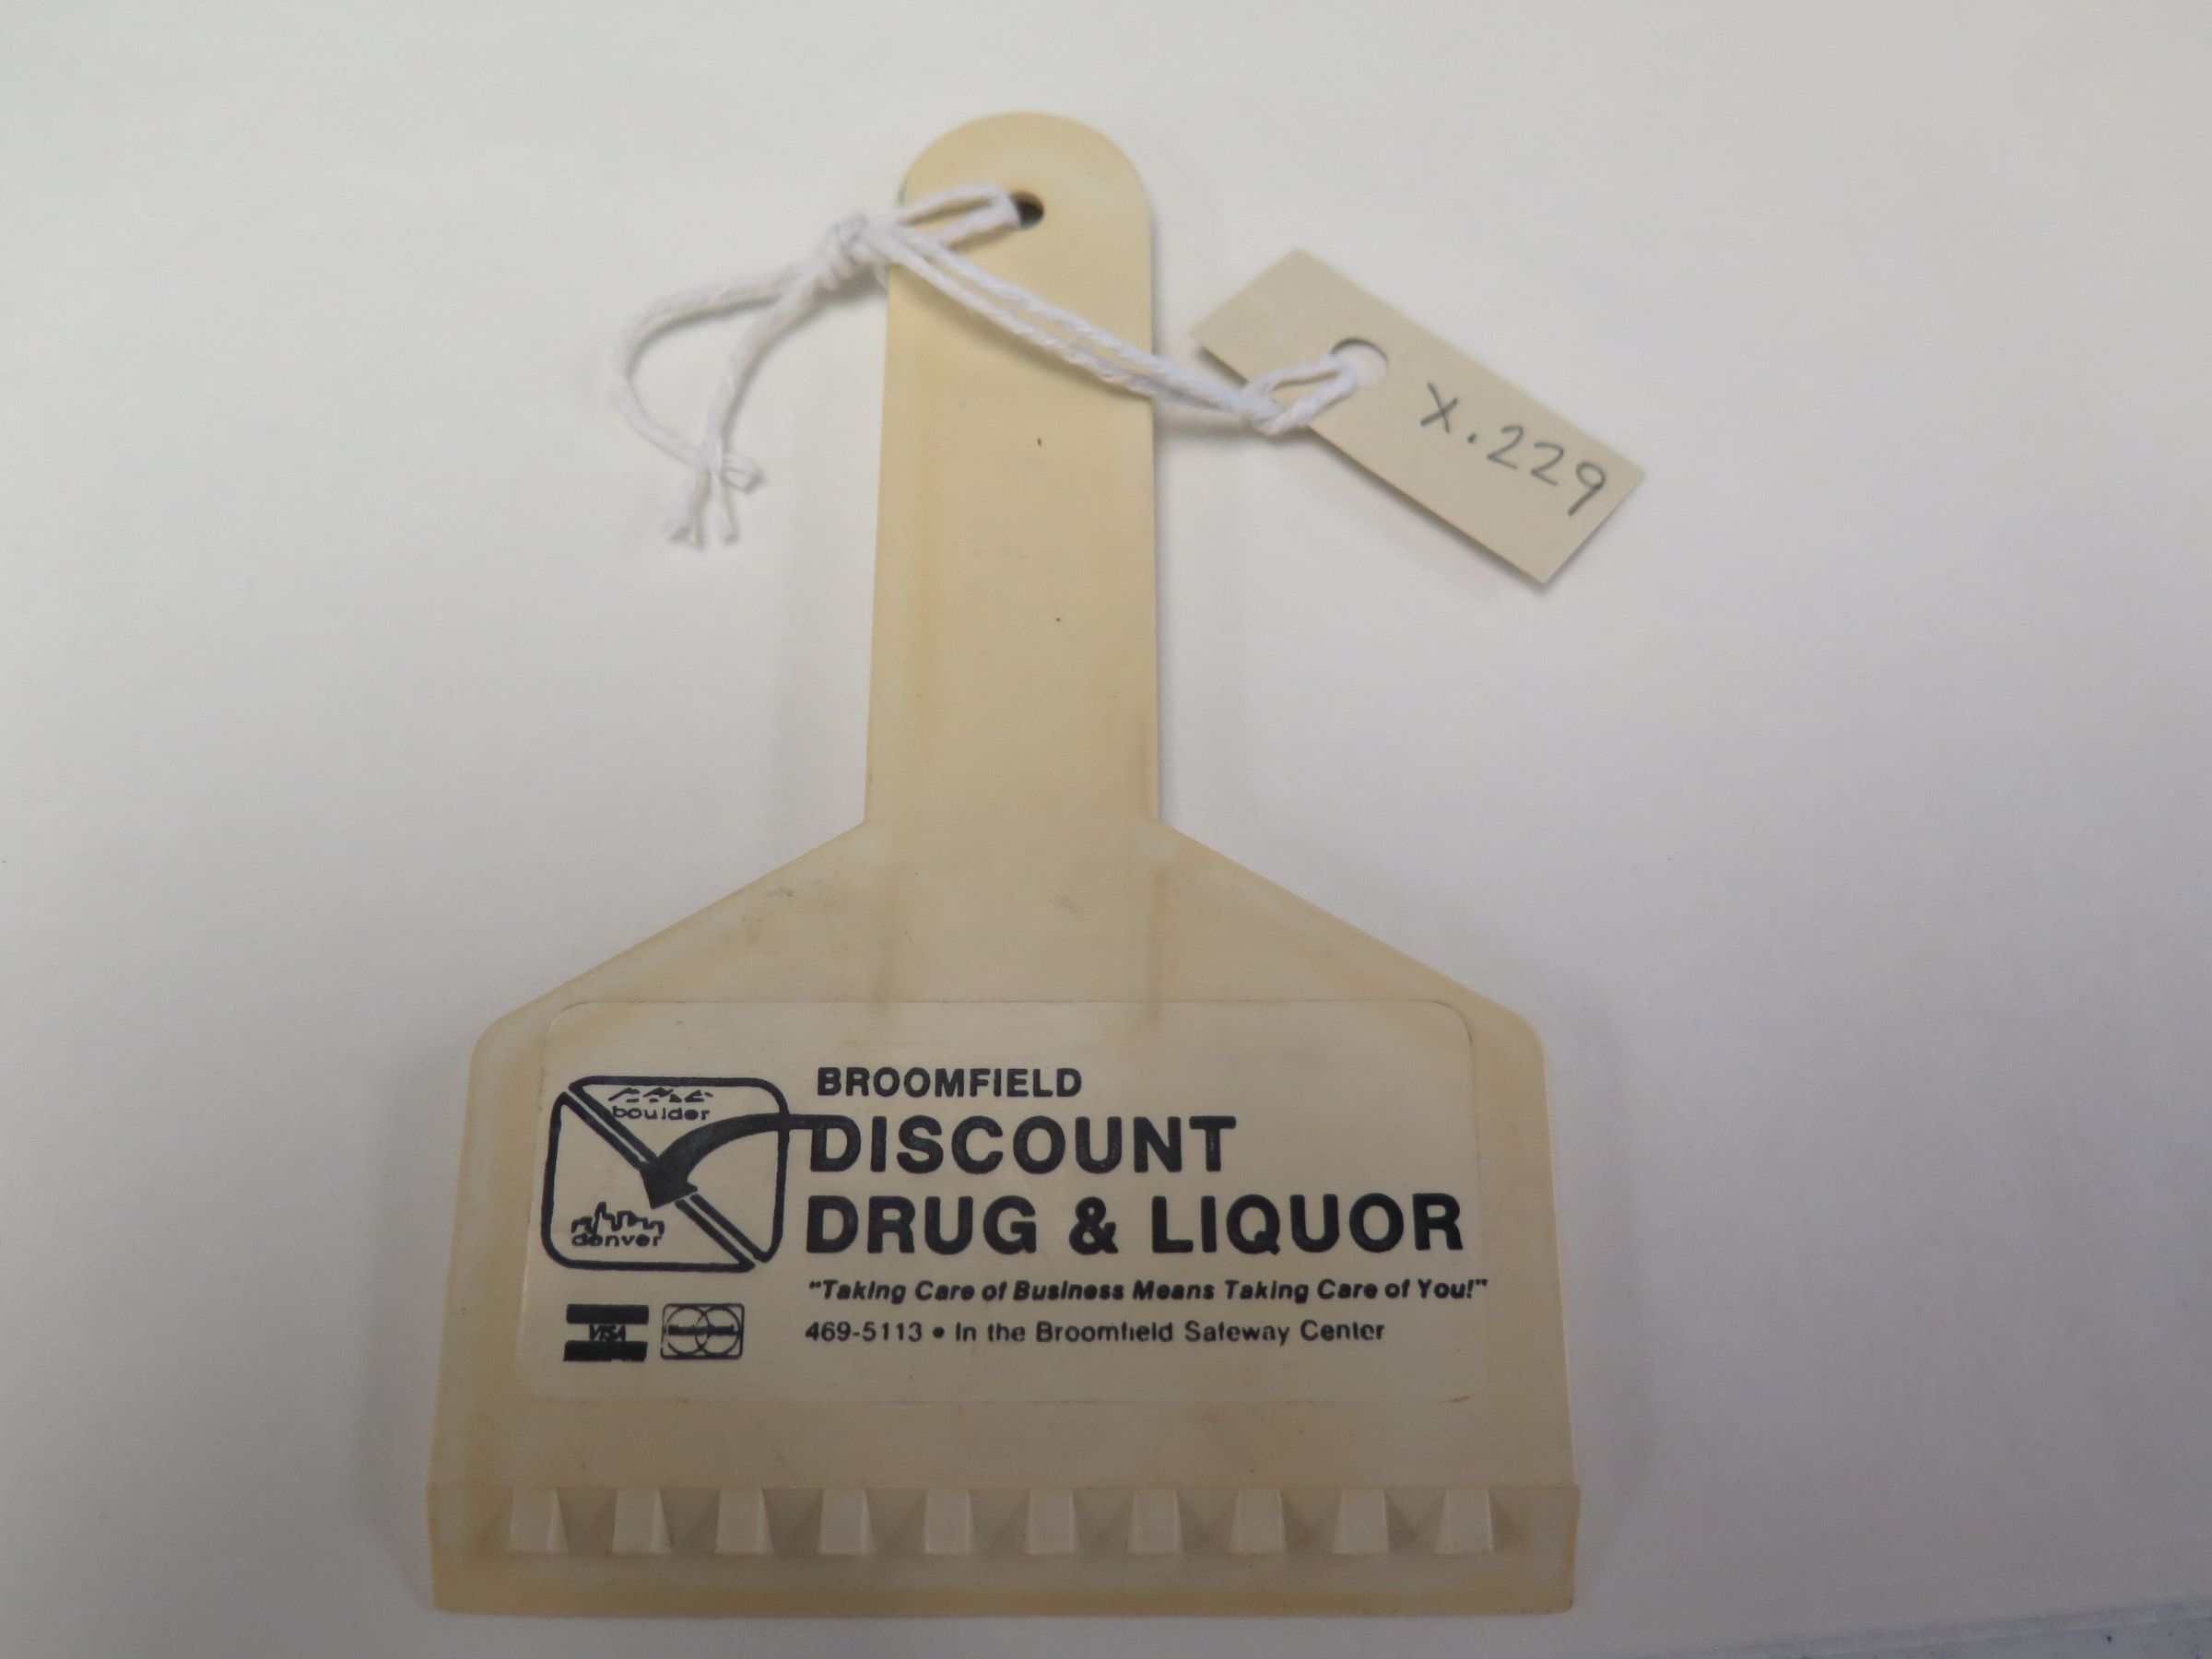 X.229
boulder
denver
BROOMFIELD
DISCOUNT
DRUG & LIQUOR
"Taking Care of Business Means Taking Care of You!"
469-5113 • In the Broomfield Safeway Center
VISA